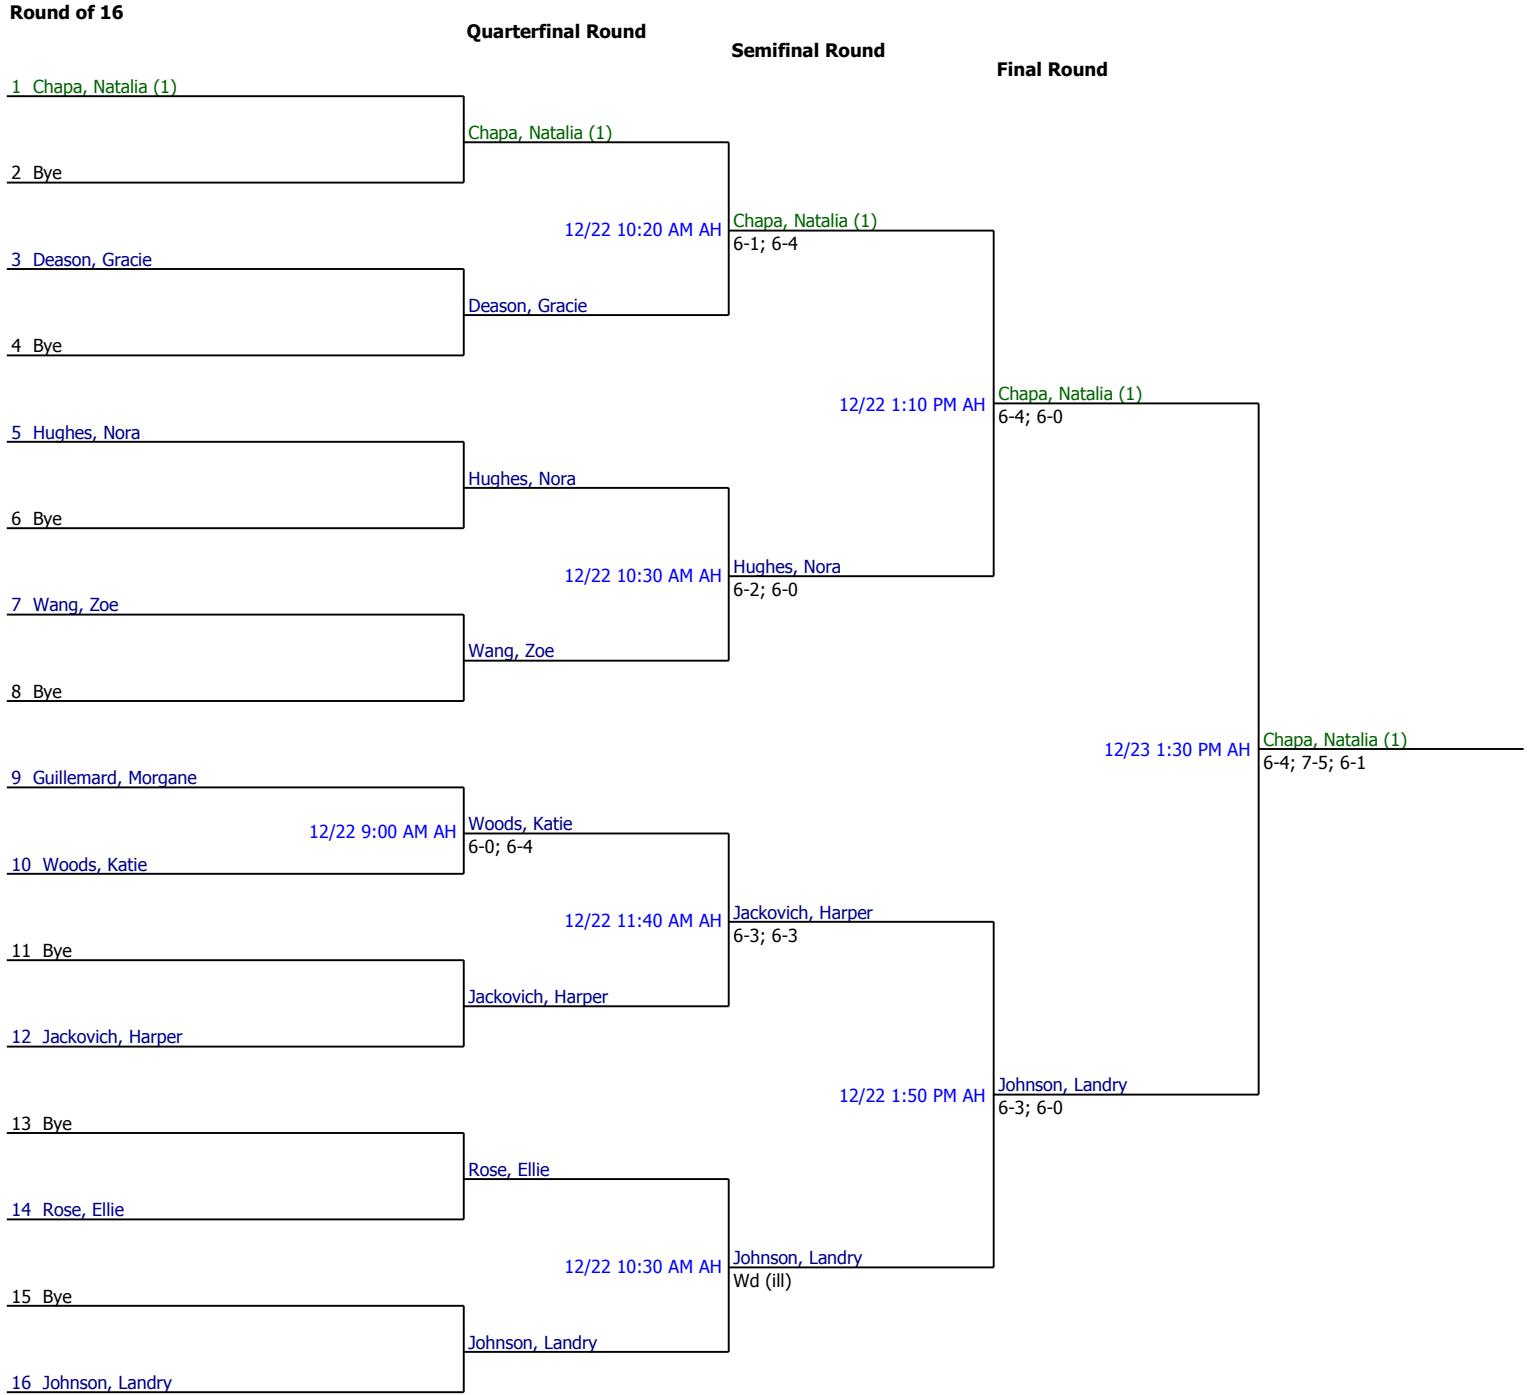 Round of 16
Quarterfinal Round
Semifinal Round
Final Round
1 Chapa, Natalia (1)
Chapa, Natalia (1)
2 Bye
12/22 10:20 AM AH
Chapa, Natalia (1)
6-1; 6-4
3 Deason, Gracie
Deason, Gracie
4 Bye
12/22 1:10 PM AH
Chapa, Natalia (1)
6-4; 6-0
5 Hughes, Nora
Hughes, Nora
6 Bye
12/22 10:30 AM AH
Hughes, Nora
6-2; 6-0
7 Wang, Zoe
Wang, Zoe
8 Bye
12/23 1:30 PM AH
Chapa, Natalia (1)
6-4; 7-5; 6-1
9 Guillemard, Morgane
12/22 9:00 AM AH
Woods, Katie
6-0; 6-4
10 Woods, Katie
12/22 11:40 AM AH
Jackovich, Harper
6-3; 6-3
11 Bye
Jackovich, Harper
12 Jackovich, Harper
12/22 1:50 PM AH
Johnson, Landry
6-3; 6-0
13 Bye
Rose, Ellie
14 Rose, Ellie
12/22 10:30 AM AH
Johnson, Landry
Wd (ill)
15 Bye
Johnson, Landry
16 Johnson, Landry